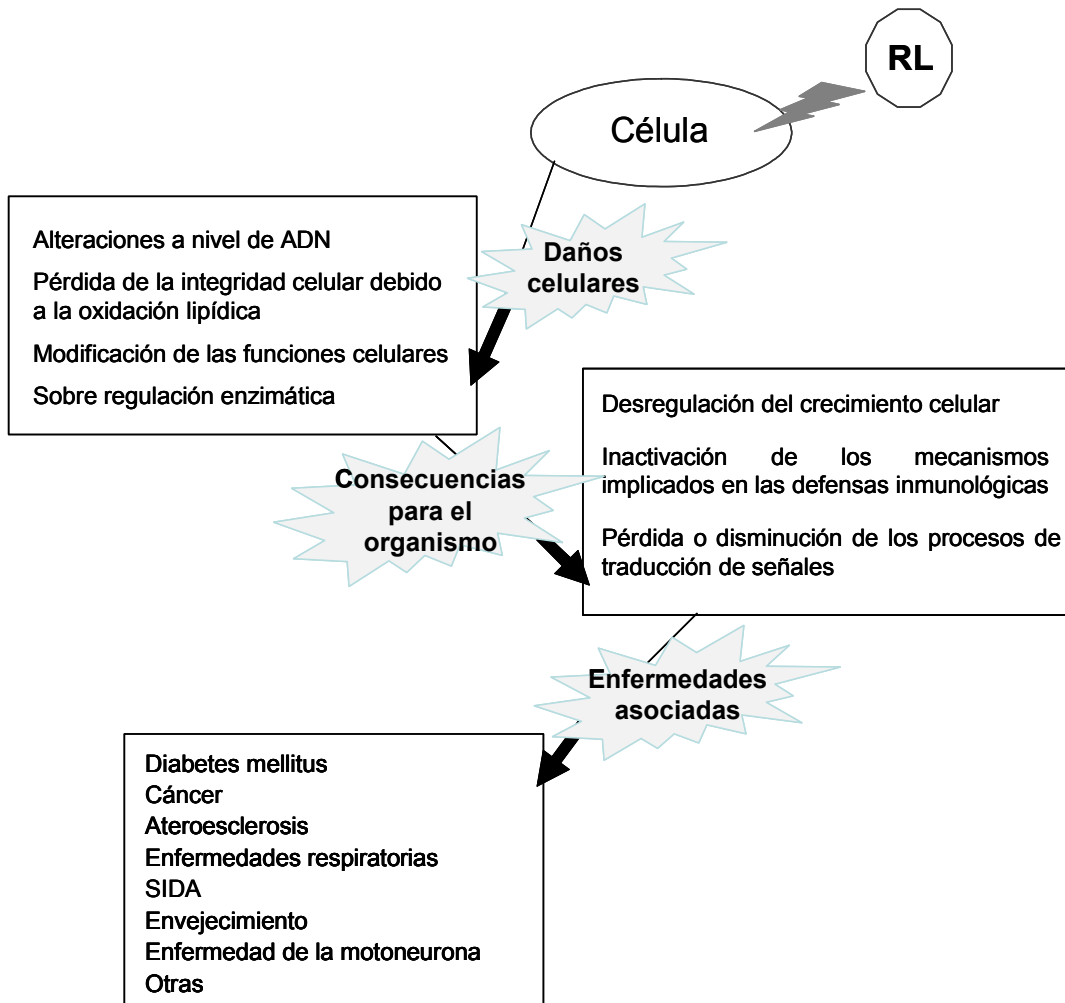 RL
Célula
Daños
celulares
Alteraciones a nivel de ADN
Pérdida de la integridad celular debido
a la oxidación lipídica
Modificación de las funciones celulares
Sobre regulación enzimática
Consecuencias
para el
organismo
Desregulación del crecimiento celular
Inactivación de los mecanismos
implicados en las defensas inmunológicas
Pérdida o disminución de los procesos de
traducción de señales
Enfermedades
asociadas
Diabetes mellitus
Cáncer
Ateroesclerosis
Enfermedades respiratorias
SIDA
Envejecimiento
Enfermedad de la motoneurona
Otras